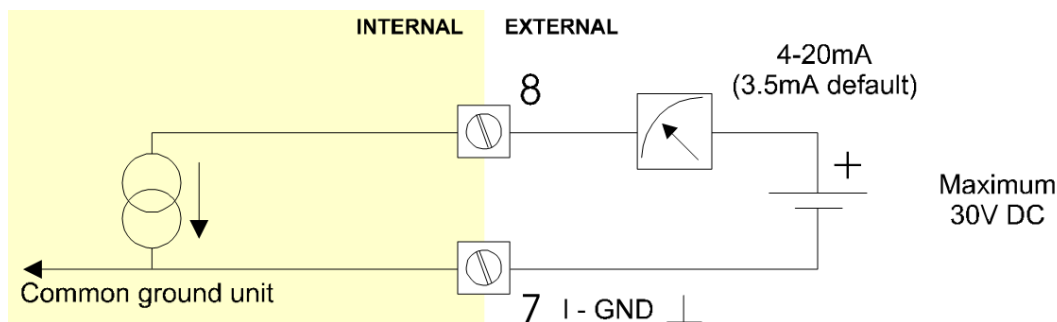 INTERNAL EXTERNAL
8
4-20mA
(3.5mA default)
+
Maximum
30V DC
Common ground unit
7 I - GND